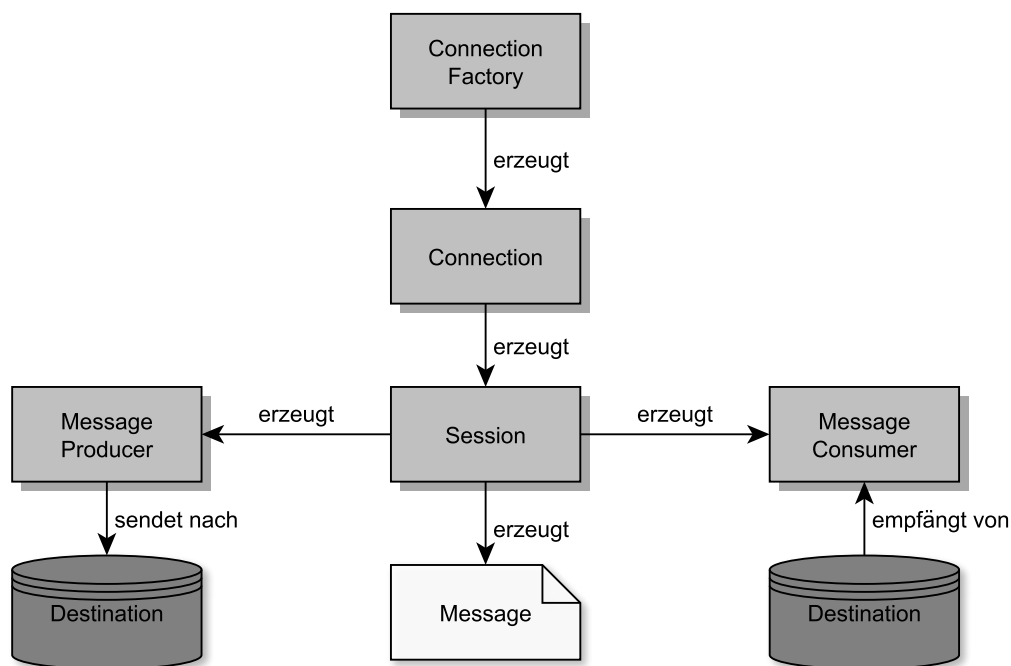 Connection
Factory
erzeugt
Connection
erzeugt
Message
Producer
erzeugt
Session
erzeugt
Message
Consumer
sendet nach
erzeugt
empfängt von
Destination
Message
Destination